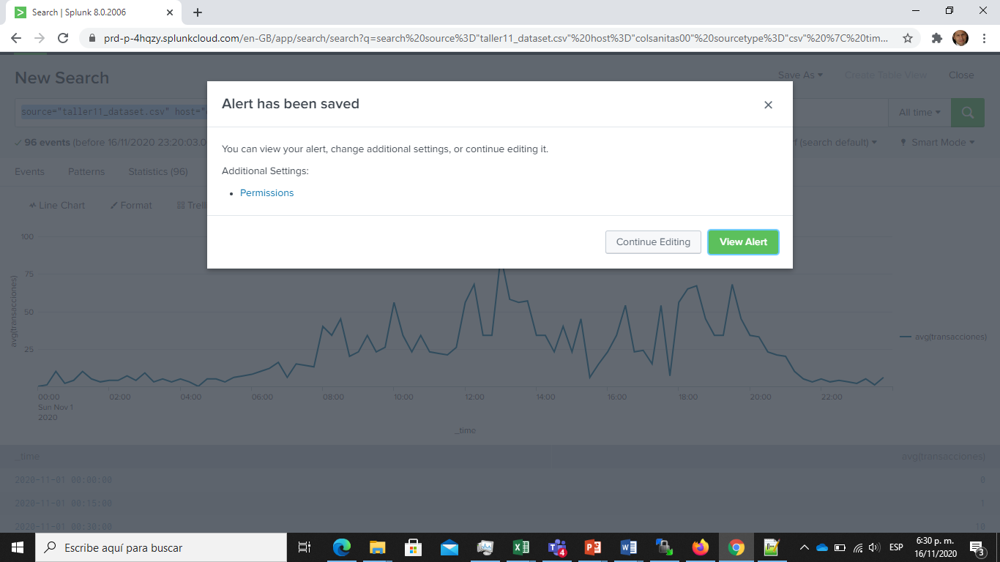 Search | Splunk 8.0.2006
prd-p-4hqzy.splunkcloud.com/en-GB/app/search/search?q=search%20source%3D"taller11_dataset.csv"%20host%3D"colsanitas00"%20sourcetype%3D"csv"%20%7C%20tim...
New Search
Save As
Create Table View
Close
Alert has been saved
source="taller11_dataset.csv" host="
All time
96 events (before 16/11/2020 23:20:03.0
(search default)
Smart Mode
You can view your alert, change additional settings, or continue editing it.
Additional Settings:
Permissions
Events
Patterns
Statistics (96)
Line Chart
Format
Continue Editing
View Alert
100
75
50
25
avg(transacciones)
avg(transacciones)
00:00
02:00
04:00
06:00
08:00
10:00
12:00
14:00
16:00
18:00
20:00
22:00
Sun Nov 1
2020
_time
_time
avg(transacciones)
2020-11-01 00:00:00
0
2020-11-01 00:15:00
1
2020-11-01 00:30:00
10
Escribe aquí para buscar
4
ESP
6:30 p. m.
16/11/2020
3